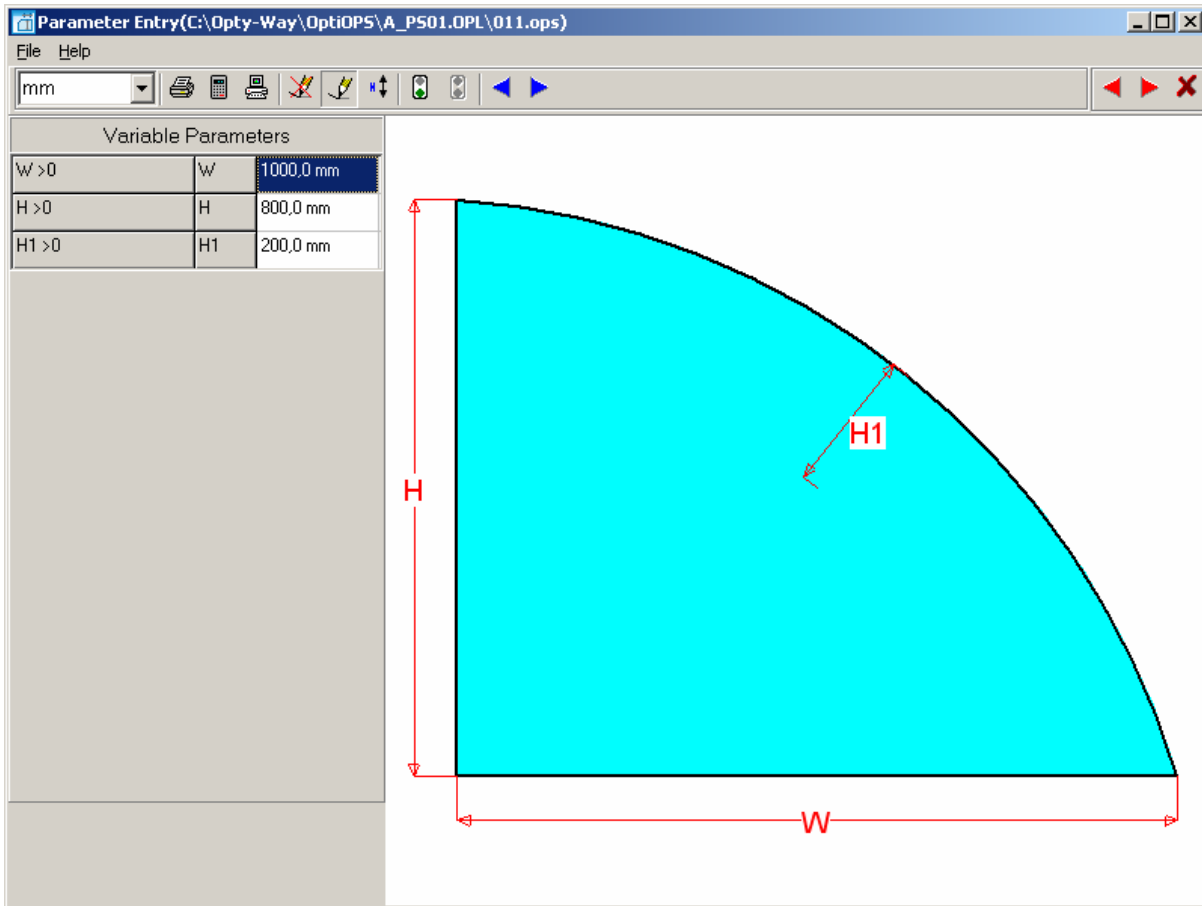 Parameter Entry(C:\Opty-Way\OptiOPS\A_PS01.OPL\011.ops)
File Help
mm
H
Variable Parameters
W >0 W 1000,0 mm
H >0 H 800,0 mm
H1 >0 H1 200,0 mm
H1
H
W